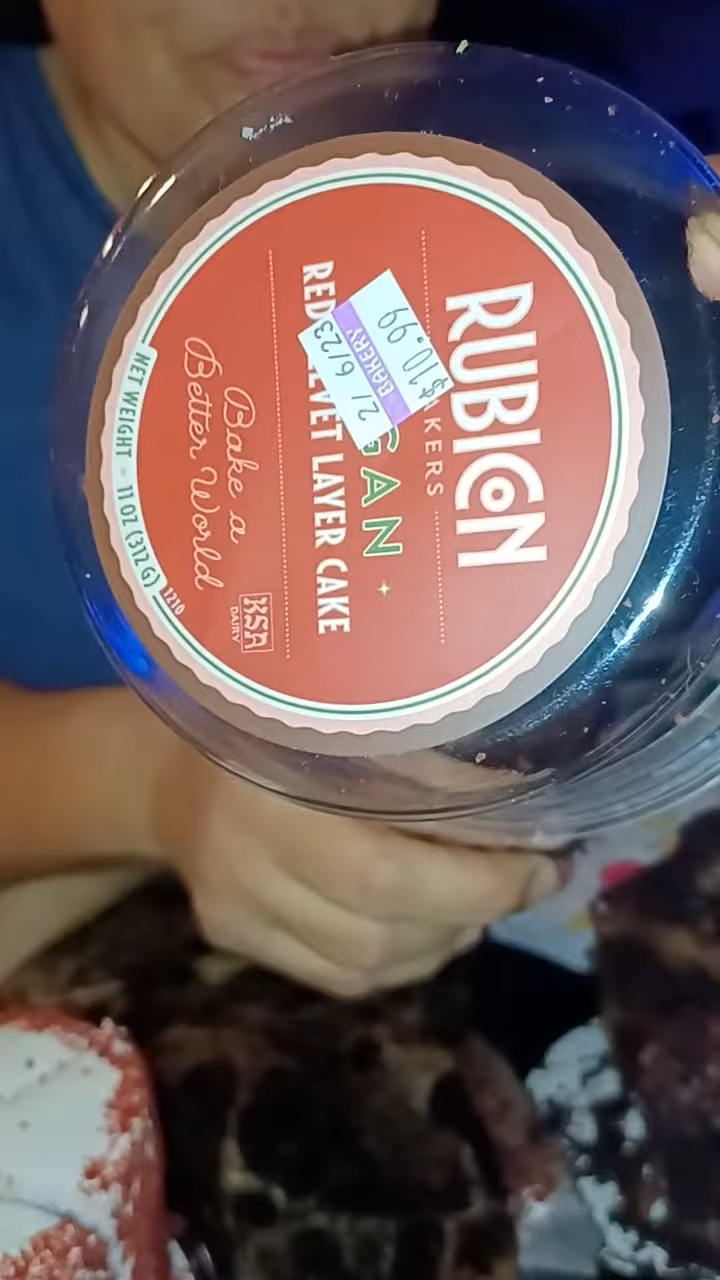 RUBICON
KERS
GAN
RED VELVET LAYER CAKE
$10.99
BAKERY
2/ 6/23
Bake a
Better World
KSA
DAIRY
NET WEIGHT • 11 OZ (312 G)
1210